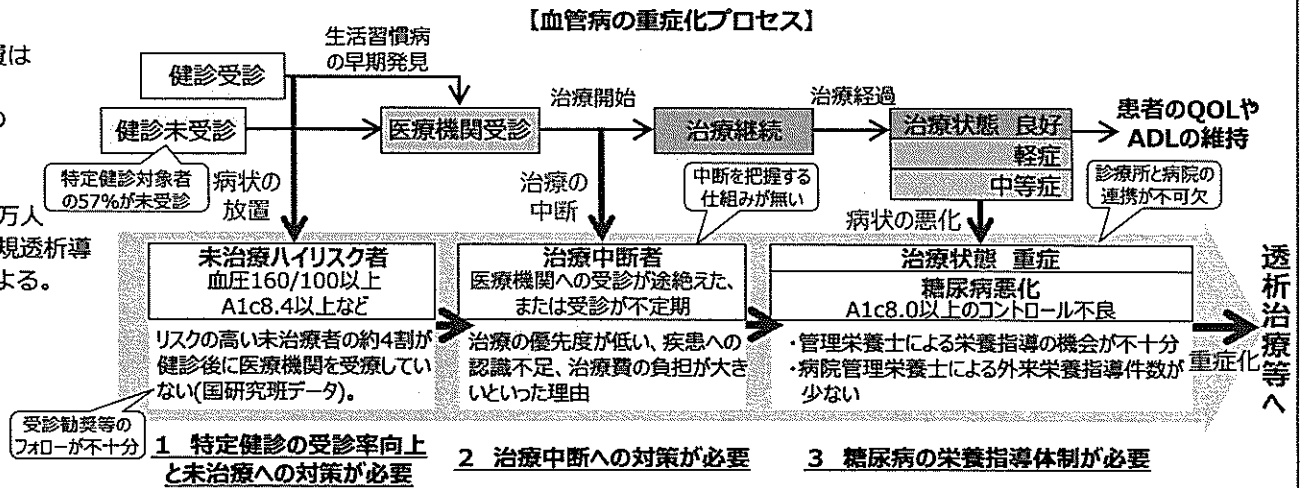 【血管病の重症化プロセス】
費は
の
万人
規透析導
よる。
健診受診
生活習慣病
の早期発見
健診未受診
医療機関受診
治療開始
治療継続
治療経過
治療状態 良好
軽症
中等症
患者のQOLや
ADLの維持
特定健診対象者
の57%が未受診
病状の
放置
治療の
中断
中断を把握する
仕組みが無い
病状の悪化
診療所と病院の
連携が不可欠
未治療ハイリスク者
血圧160/100以上
A1c8.4以上など
リスクの高い未治療者の約4割が
健診後に医療機関を受療してい
ない(国研究班データ)。
受診勧奨等の
フォローが不十分
治療中断者
医療機関への受診が途絶えた、
または受診が不定期
治療の優先度が低い、疾患への
認識不足、治療費の負担が大き
いといった理由
治療状態 重症
糖尿病悪化
A1c8.0以上のコントロール不良
・管理栄養士による栄養指導の機会が不十分
・病院管理栄養士による外来栄養指導件数が
少ない
重症化
透析治療等へ
1 特定健診の受診率向上
と未治療への対策が必要
2 治療中断への対策が必要
3 糖尿病の栄養指導体制が必要